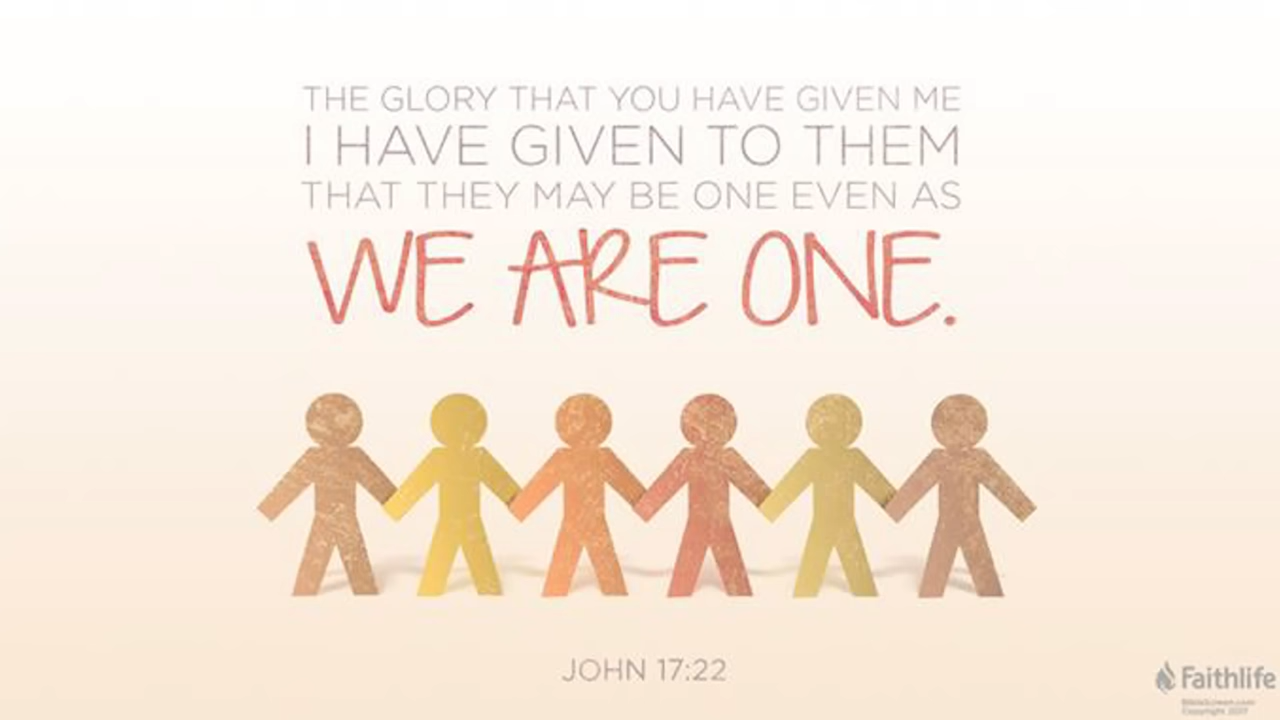 THE GLORY THAT YOU HAVE GIVEN ME
I HAVE GIVEN TO THEM
THAT THEY MAY BE ONE EVEN AS
WE ARE ONE.
JOHN 17:22
Faithlife